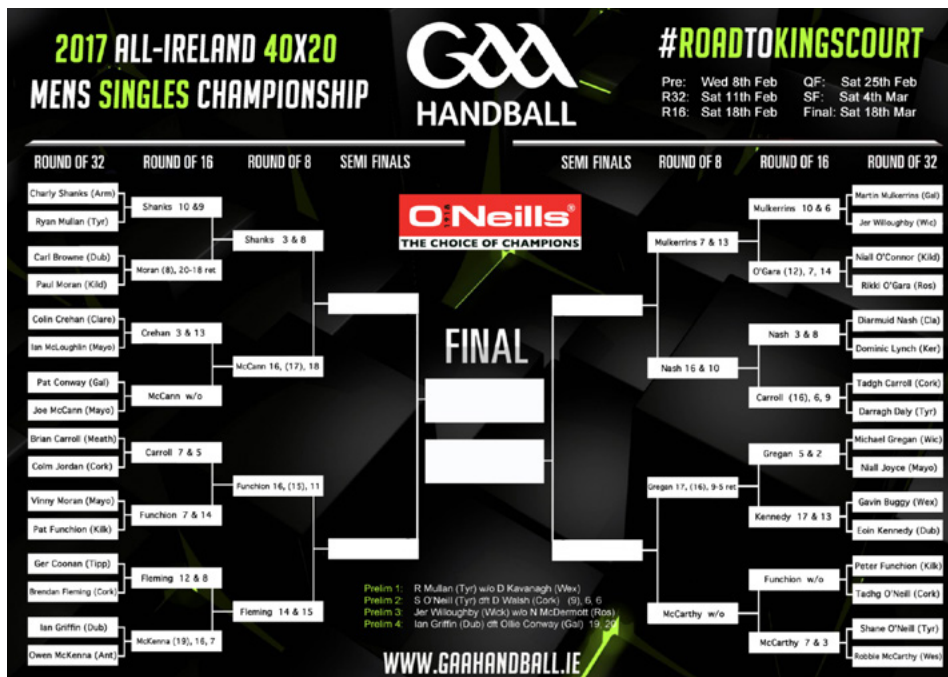 2017 ALL-IRELAND 40X20
MENS SINGLES CHAMPIONSHIP
GAA
HANDBALL
#ROADTOKINGSCOURT
Pre: Wed 8th Feb QF: Sat 25th Feb
R32: Sat 11th Feb SF: Sat 4th Mar
R16: Sat 18th Feb Final: Sat 18th Mar
ROUND OF 32 ROUND OF 16 ROUND OF 8 SEMI FINALS SEMI FINALS ROUND OF 8 ROUND OF 16 ROUND OF 32
Charly Shanks (Arm)
Ryan Mullan (Tyr)
Carl Browne (Dub)
Paul Moran (Kild)
Colin Crehan (Clare)
Ian McLoughlin (Mayo)
Pat Conway (Gal)
Joe McCann (Mayo)
Brian Carroll (Meath)
Colm Jordan (Cork)
Vinny Moran (Mayo)
Pat Funchion (Kilk)
Ger Coonan (Tipp)
Brendan Fleming (Cork)
Ian Griffin (Dub)
Owen McKenna (Ant)
Shanks 10 &9
Moran (8), 20-18 ret
Crehan 3 & 13
McCann w/o
Carroll 7 & 5
Funchion 7 & 14
Fleming 12 & 8
McKenna (19), 16, 7
Shanks 3 & 8
McCann 16, (17), 18
Funchion 16, (15), 11
Fleming 14 & 15
O'Neills®
1918
THE CHOICE OF CHAMPIONS
FINAL
Mulkerrins 7 & 13
Nash 16 & 10
Gregan 17, (16), 9-5 ret
McCarthy w/o
Mulkerrins 10 & 6
O'Gara (12), 7, 14
Nash 3 & 8
Carroll (16), 6, 9
Gregan 5 & 2
Kennedy 17 & 13
Funchion w/o
McCarthy 7 & 3
Martin Mulkerrins (Gal)
Jer Willoughby (Wic)
Niall O'Connor (Kild)
Rikki O'Gara (Ros)
Diarmuid Nash (Cla)
Dominic Lynch (Ker)
Tadgh Carroll (Cork)
Darragh Daly (Tyr)
Michael Gregan (Wic)
Niall Joyce (Mayo)
Gavin Buggy (Wex)
Eoin Kennedy (Dub)
Peter Funchion (Kilk)
Tadhg O'Neill (Cork)
Shane O'Neill (Tyr)
Robbie McCarthy (Wes)
Prelim 1: R Mullan (Tyr) w/o D Kavanagh (Wex)
Prelim 2: S O'Neill (Tyr) dft D Walsh (Cork) (9), 6, 6
Prelim 3: Jer Willoughby (Wick) w/o N McDermott (Ros)
Prelim 4: Ian Griffin (Dub) dft Ollie Conway (Gal) 19, 20
WWW.GAAHANDBALL.IE